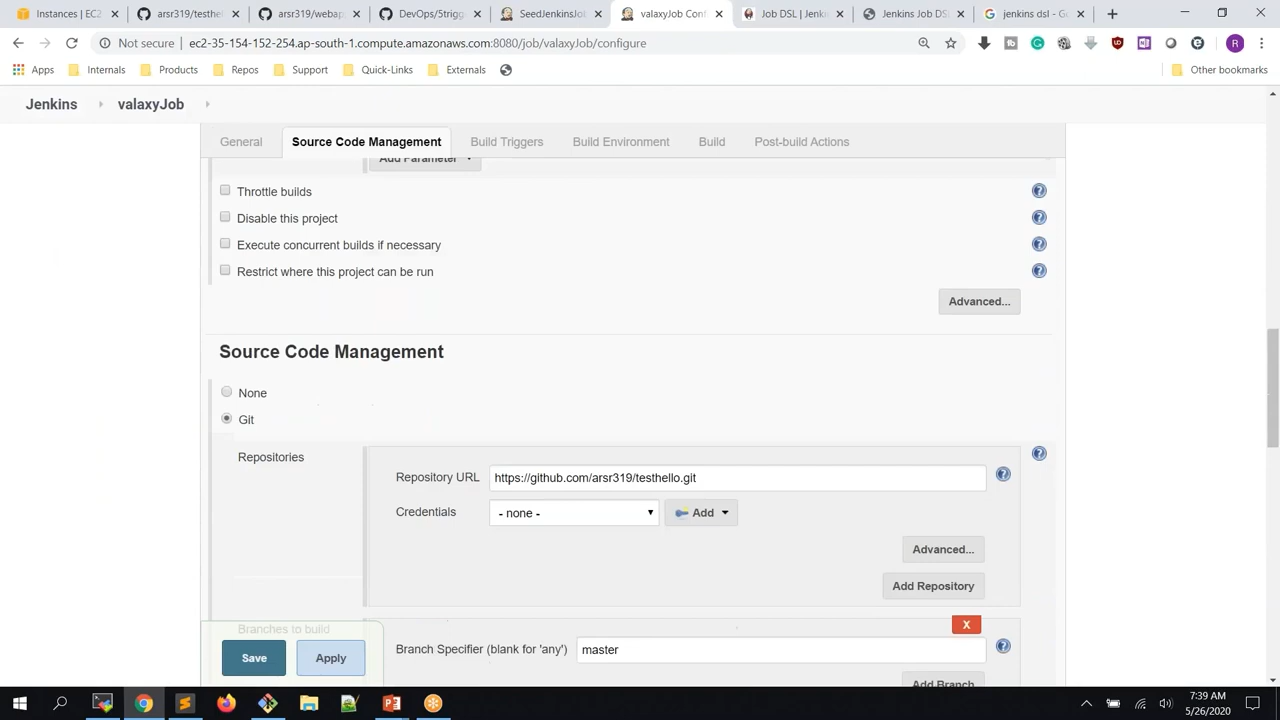 Instances | EC2
arsr319/testhel
arsr319/webap
DevOps/5trigg
SeedJenkinsJo
valaxyJob Con
Job DSL | Jenki
Jenkins Job DS
jenkins dsl - Go
Not secure | ec2-35-154-152-254.ap-south-1.compute.amazonaws.com:8080/job/valaxyJob/configure
R
Apps Internals Products Repos Support Quick-Links Externals Other bookmarks
Jenkins valaxyJob
General Source Code Management Build Triggers Build Environment Build Post-build Actions
Add Parameter
Throttle builds
Disable this project
Execute concurrent builds if necessary
Restrict where this project can be run
Advanced...
Source Code Management
None
Git
Repositories
Repository URL https://github.com/arsr319/testhello.git
Credentials - none - Add
Advanced...
Add Repository
Branches to build
X
Branch Specifier (blank for 'any') master
Add Branch
Save Apply
7:39 AM
5/26/2020